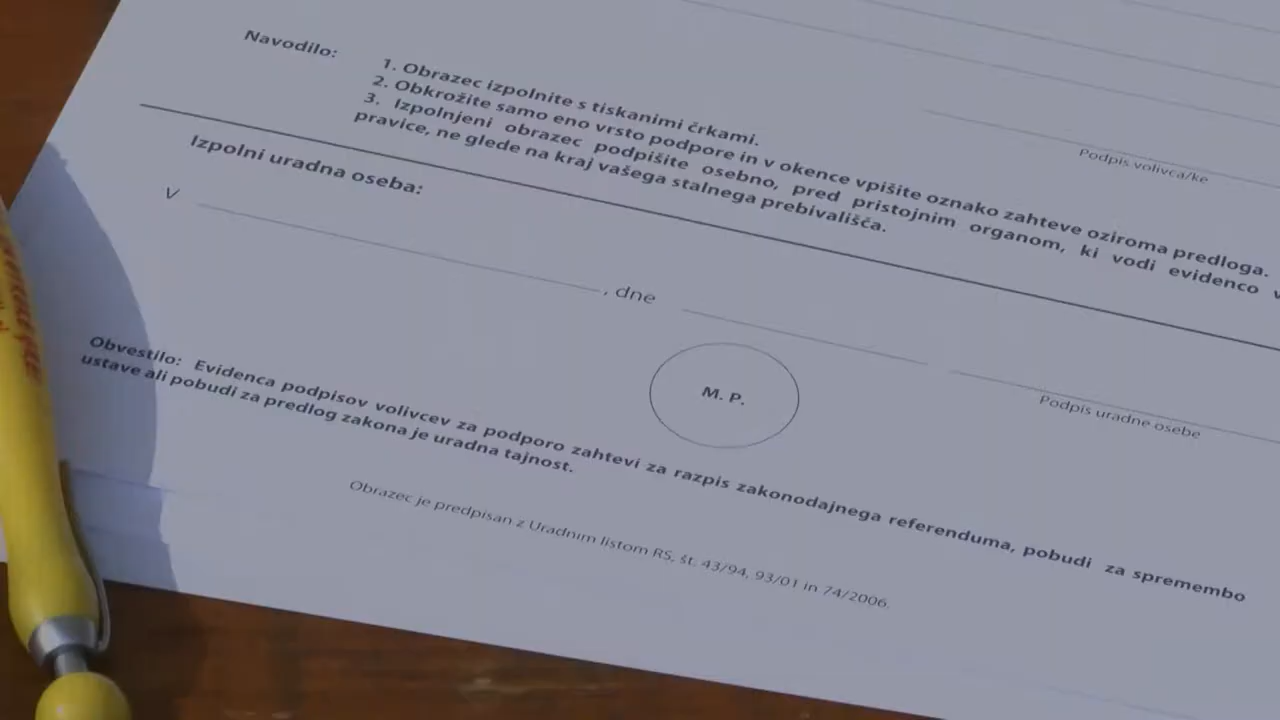 Navodilo:
1. Obrazec izpolnite s tiskanimi črkami.
2. Obkrožite samo eno vrsto podpore in v okence vpišite oznako zahteve oziroma predloga.
3. Izpolnjeni obrazec podpišite osebno, pred pristojnim organom, ki vodi evidenco
pravice, ne glede na kraj vašega stalnega prebivališča.
Podpis volivca/ke
Izpolni uradna oseba:
V
, dne
M. P.
Podpis uradne osebe
Obvestilo: Evidenca podpisov volivcev za podporo zahtevi za razpis zakonodajnega referenduma, pobudi za spremembo
ustave ali pobudi za predlog zakona je uradna tajnost.
Obrazec je predpisan z Uradnim listom RS, št. 43/94, 93/01 in 74/2006.